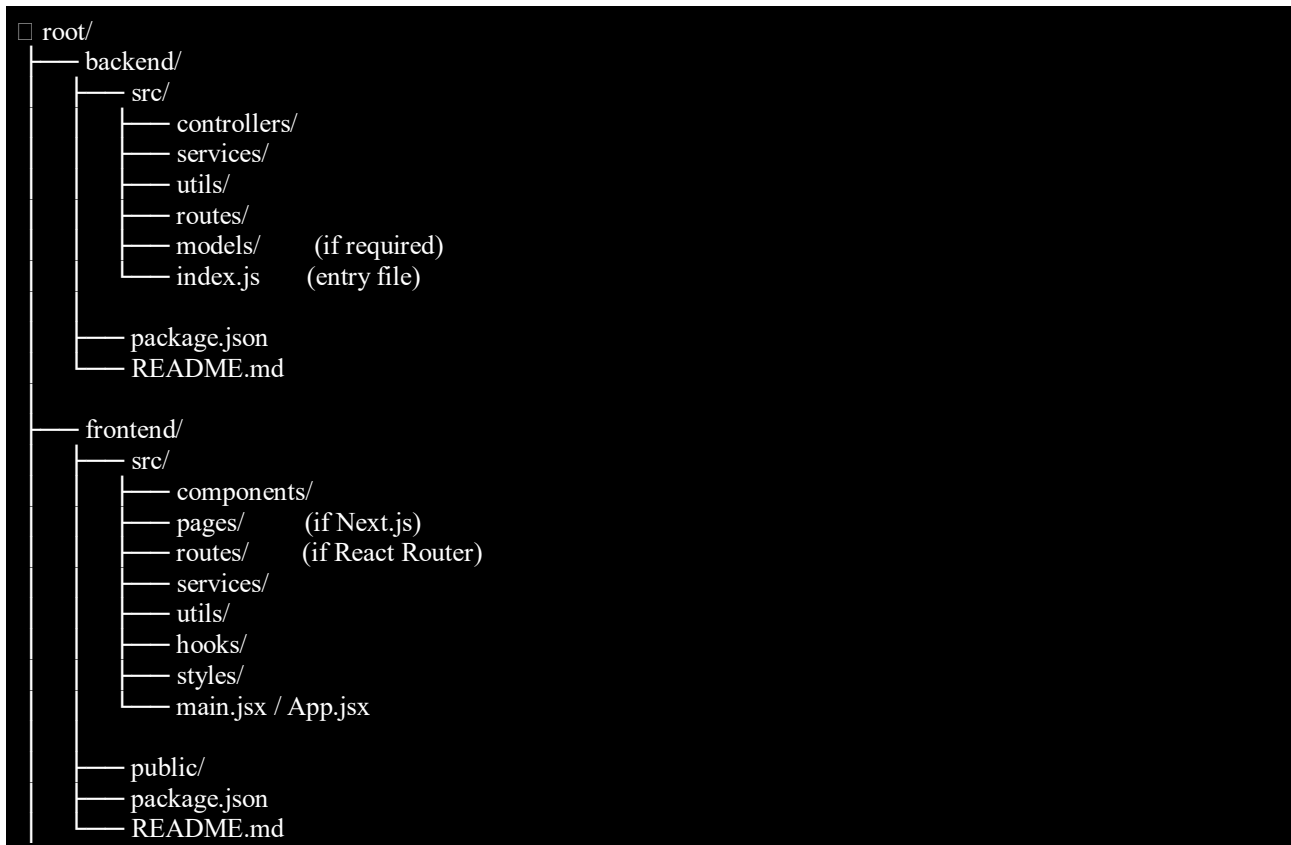 root/
backend/
src/
controllers/
services/
utils/
routes/
models/ (if required)
index.js (entry file)
package.json
README.md
frontend/
src/
components/
pages/ (if Next.js)
routes/ (if React Router)
services/
utils/
hooks/
styles/
main.jsx / App.jsx
public/
package.json
README.md